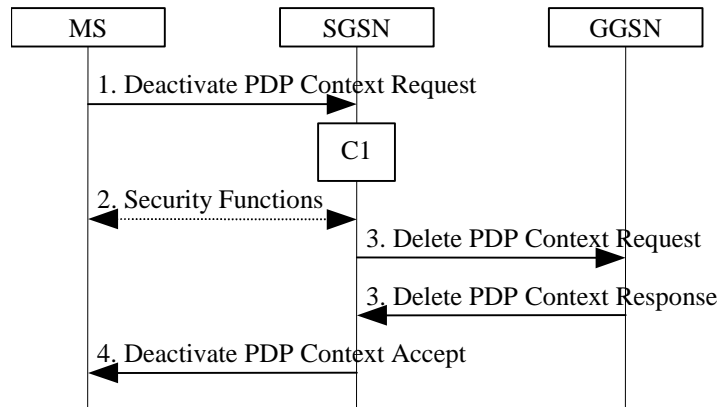 MS
SGSN
GGSN
1. Deactivate PDP Context Request
C1
2. Security Functions
3. Delete PDP Context Request
3. Delete PDP Context Response
4. Deactivate PDP Context Accept